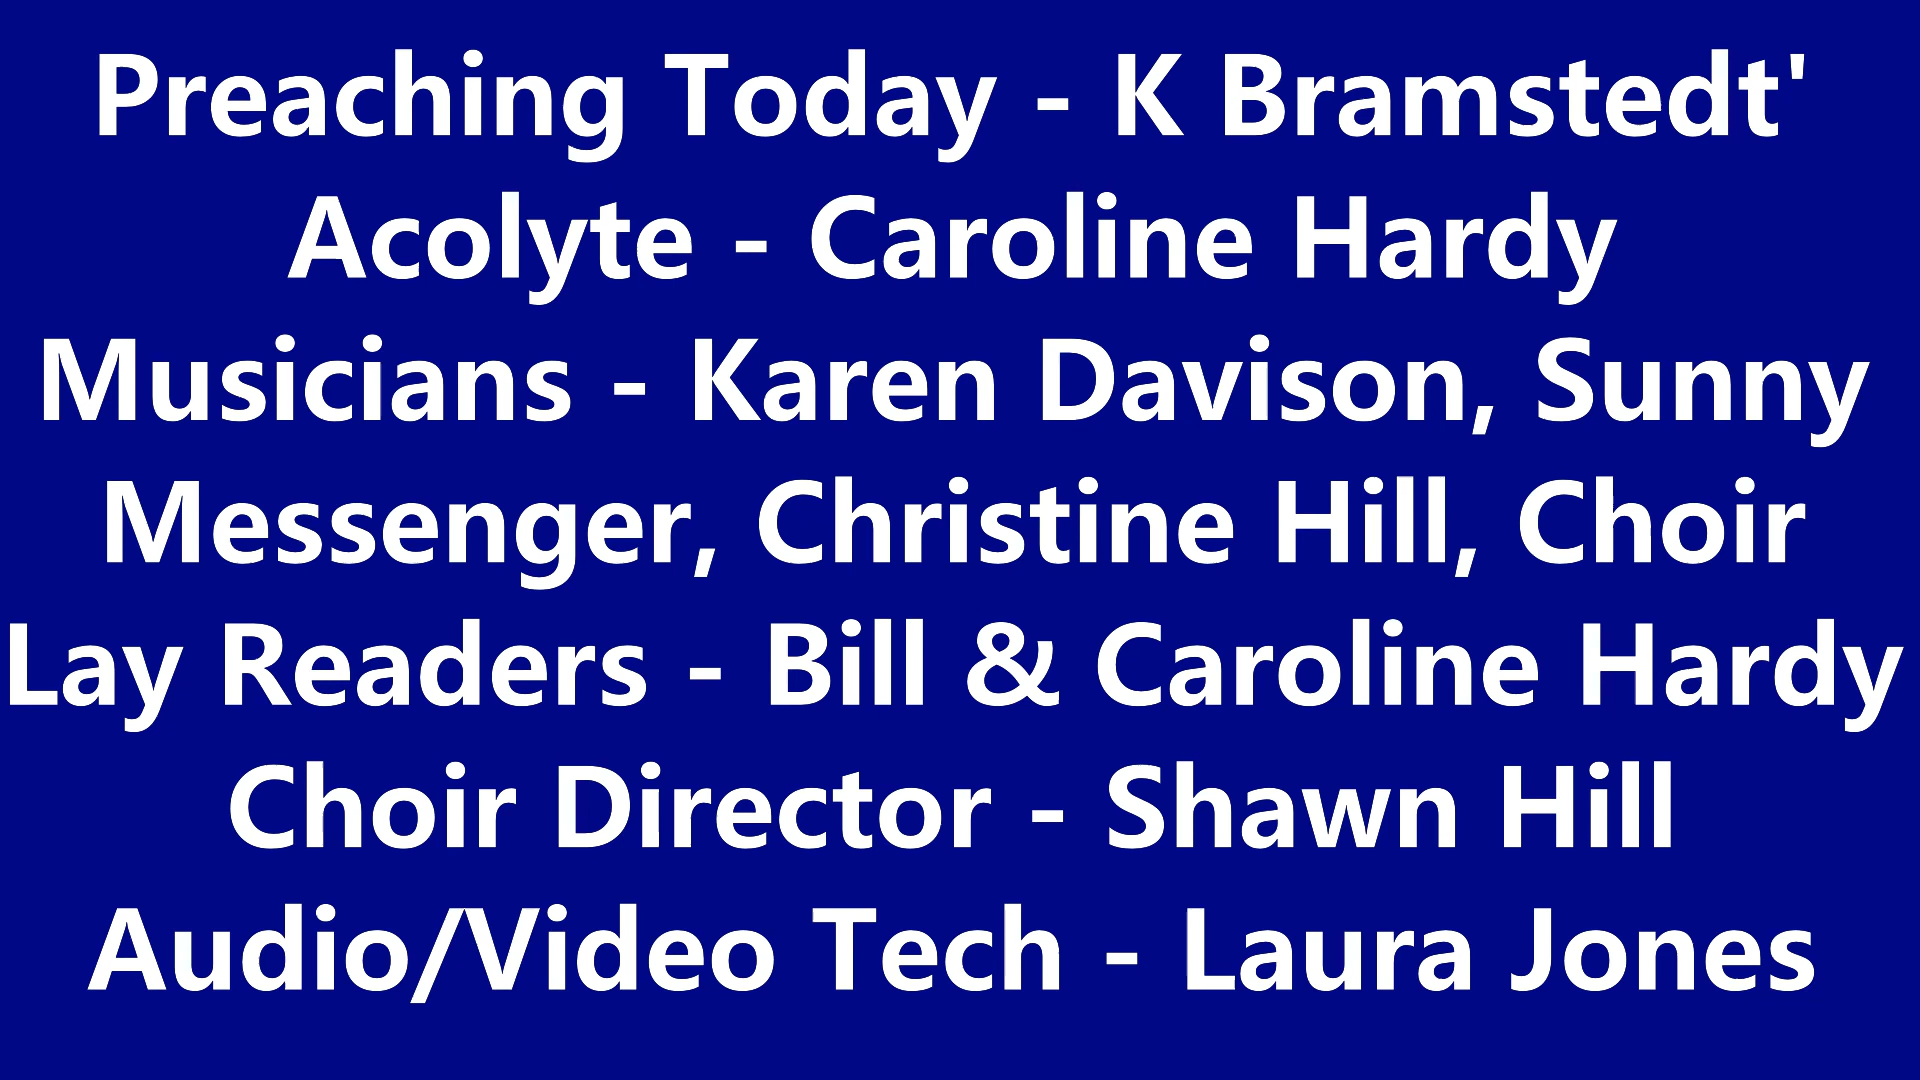 Preaching Today - K Bramstedt'
Acolyte - Caroline Hardy
Musicians - Karen Davison, Sunny
Messenger, Christine Hill, Choir
Lay Readers - Bill & Caroline Hardy
Choir Director - Shawn Hill
Audio/Video Tech - Laura Jones